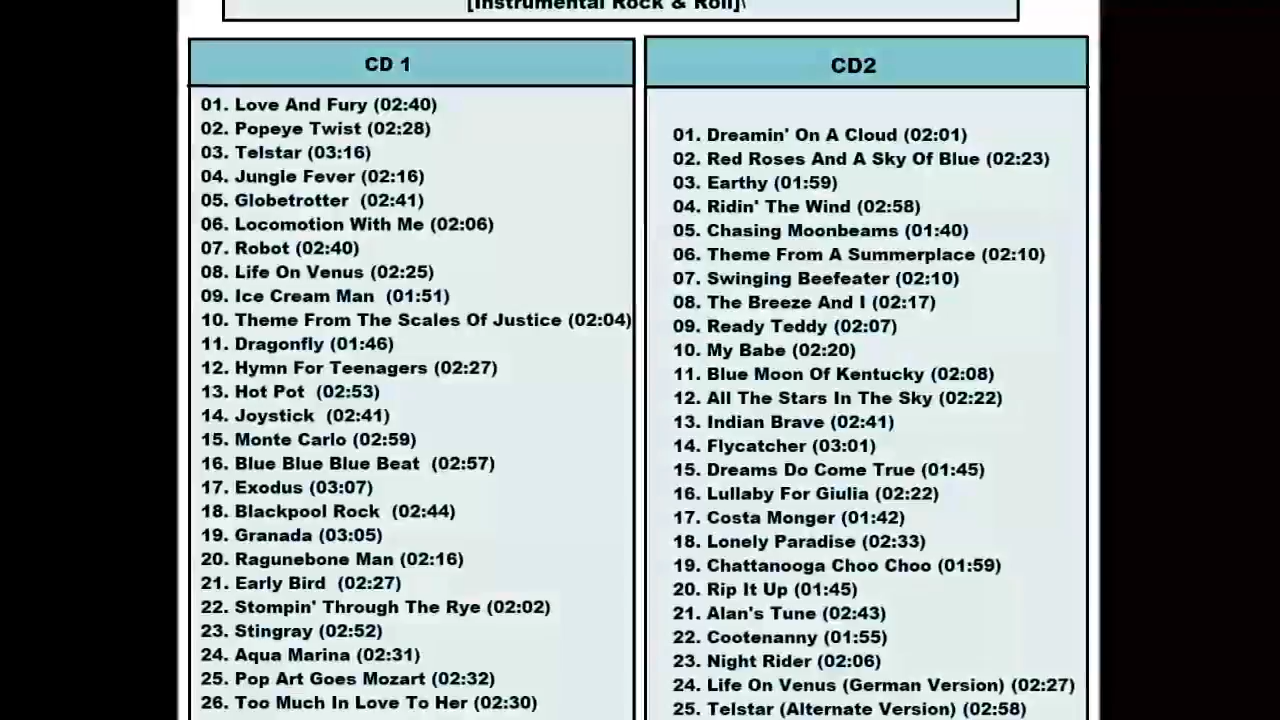 [Instrumental Rock & Roll]\
CD 1
01. Love And Fury (02:40)
02. Popeye Twist (02:28)
03. Telstar (03:16)
04. Jungle Fever (02:16)
05. Globetrotter (02:41)
06. Locomotion With Me (02:06)
07. Robot (02:40)
08. Life On Venus (02:25)
09. Ice Cream Man (01:51)
10. Theme From The Scales Of Justice (02:04)
11. Dragonfly (01:46)
12. Hymn For Teenagers (02:27)
13. Hot Pot (02:53)
14. Joystick (02:41)
15. Monte Carlo (02:59)
16. Blue Blue Blue Beat (02:57)
17. Exodus (03:07)
18. Blackpool Rock (02:44)
19. Granada (03:05)
20. Ragunebone Man (02:16)
21. Early Bird (02:27)
22. Stompin' Through The Rye (02:02)
23. Stingray (02:52)
24. Aqua Marina (02:31)
25. Pop Art Goes Mozart (02:32)
26. Too Much In Love To Her (02:30)
CD2
01. Dreamin' On A Cloud (02:01)
02. Red Roses And A Sky Of Blue (02:23)
03. Earthy (01:59)
04. Ridin' The Wind (02:58)
05. Chasing Moonbeams (01:40)
06. Theme From A Summerplace (02:10)
07. Swinging Beefeater (02:10)
08. The Breeze And I (02:17)
09. Ready Teddy (02:07)
10. My Babe (02:20)
11. Blue Moon Of Kentucky (02:08)
12. All The Stars In The Sky (02:22)
13. Indian Brave (02:41)
14. Flycatcher (03:01)
15. Dreams Do Come True (01:45)
16. Lullaby For Giulia (02:22)
17. Costa Monger (01:42)
18. Lonely Paradise (02:33)
19. Chattanooga Choo Choo (01:59)
20. Rip It Up (01:45)
21. Alan's Tune (02:43)
22. Cootenanny (01:55)
23. Night Rider (02:06)
24. Life On Venus (German Version) (02:27)
25. Telstar (Alternate Version) (02:58)